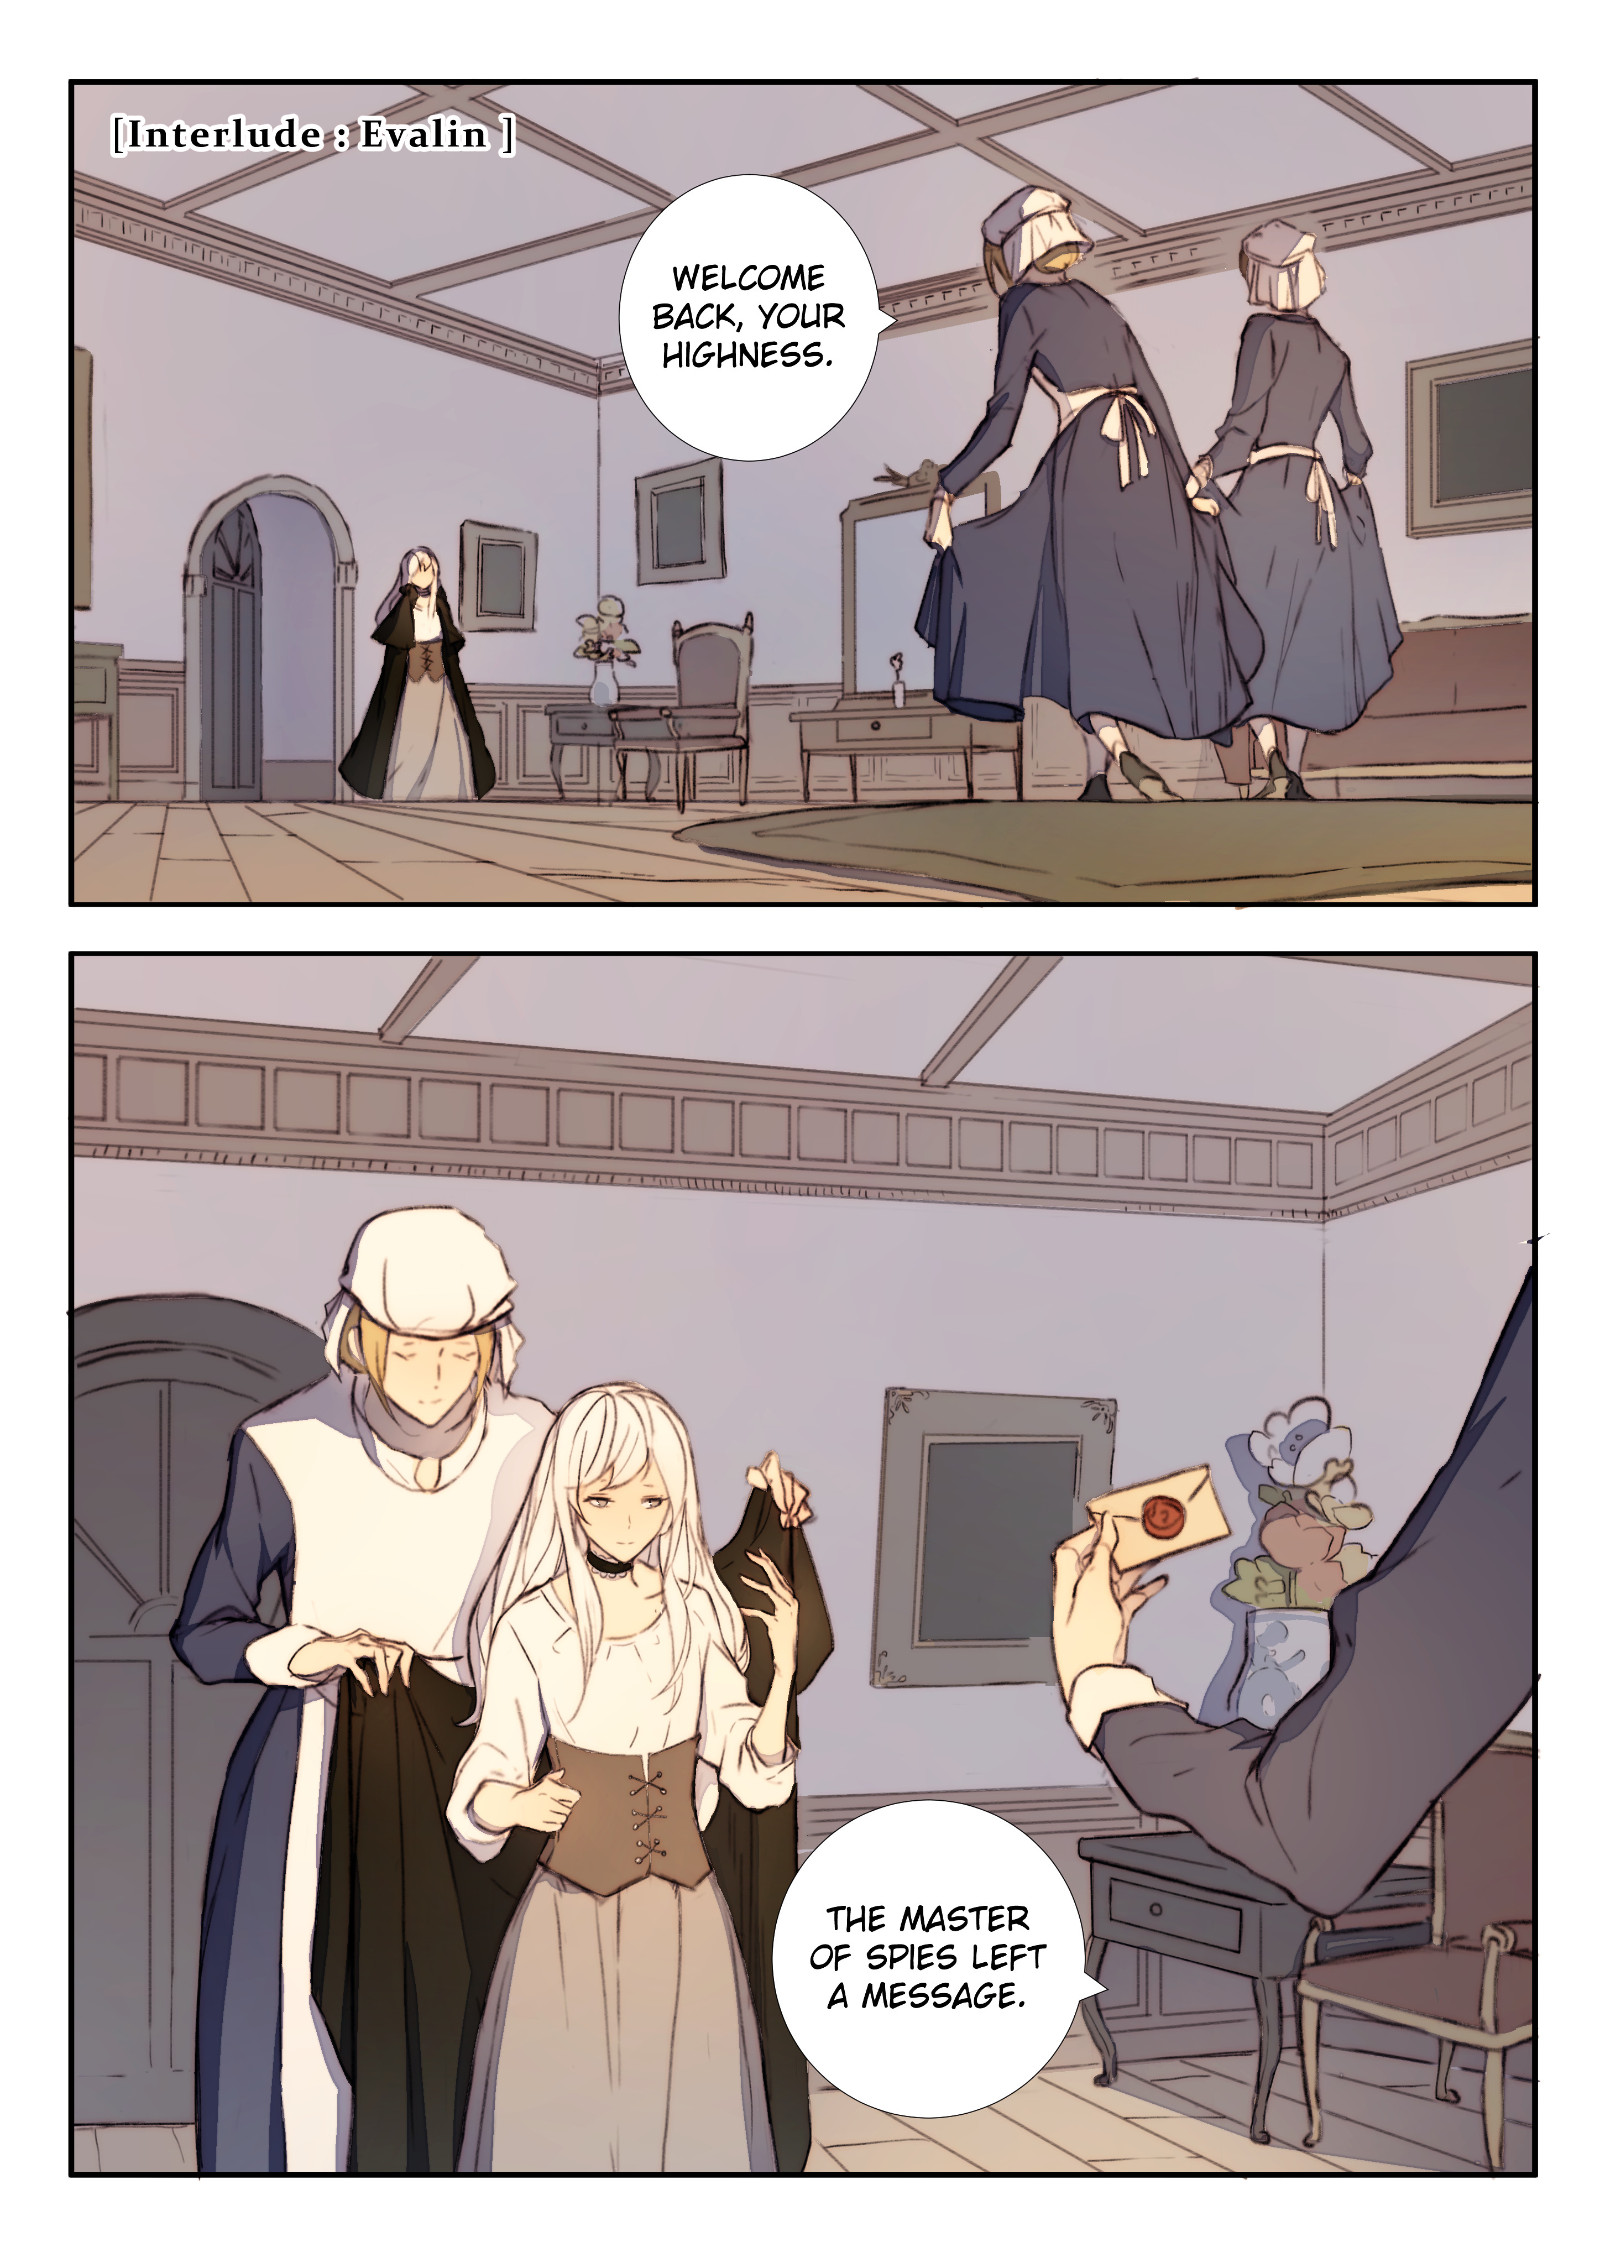 [Interlude : Evalin ]
WELCOME
BACK, YOUR
HIGHNESS.
THE MASTER
OF SPIES LEFT
A MESSAGE.